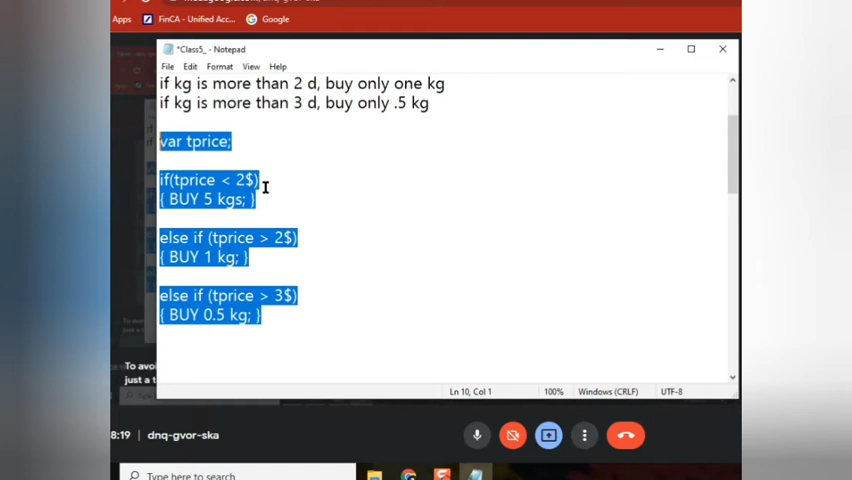 Apps FinCA - Unified Acc... Google
*Class5_ - Notepad
File Edit Format View Help
if kg is more than 2 d, buy only one kg
if kg is more than 3 d, buy only .5 kg
var tprice;
if(tprice < 2$)
{ BUY 5 kgs; }
else if (tprice > 2$)
{ BUY 1 kg; }
else if (tprice > 3$)
{ BUY 0.5 kg; }
To avoi
just a t
Ln 10, Col 1 100% Windows (CRLF) UTF-8
8:19 dnq-gvor-ska
Type here to search